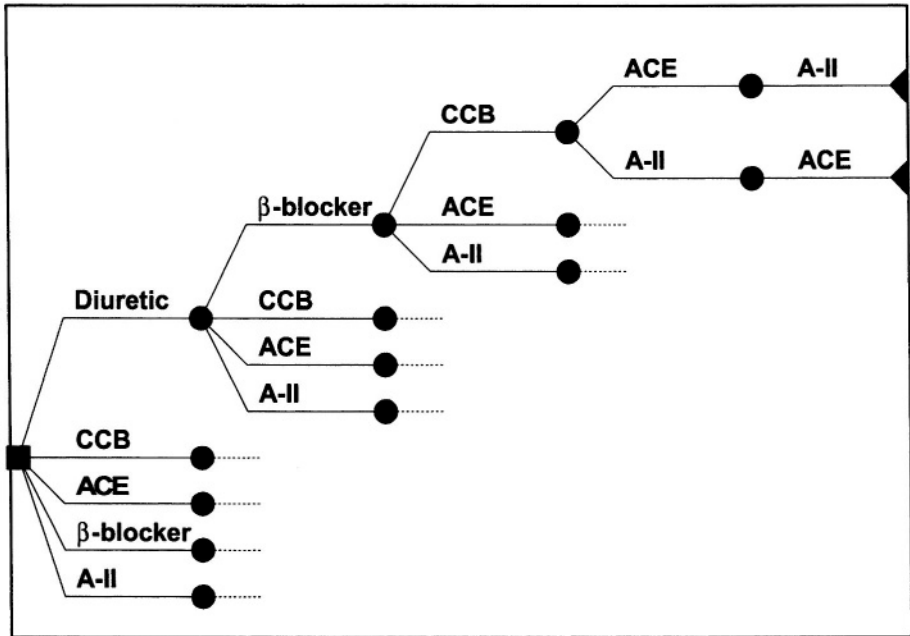 ACE A-II
CCB
A-II ACE
β-blocker ACE
A-II
Diuretic CCB
ACE
A-II
CCB
ACE
β-blocker
A-II